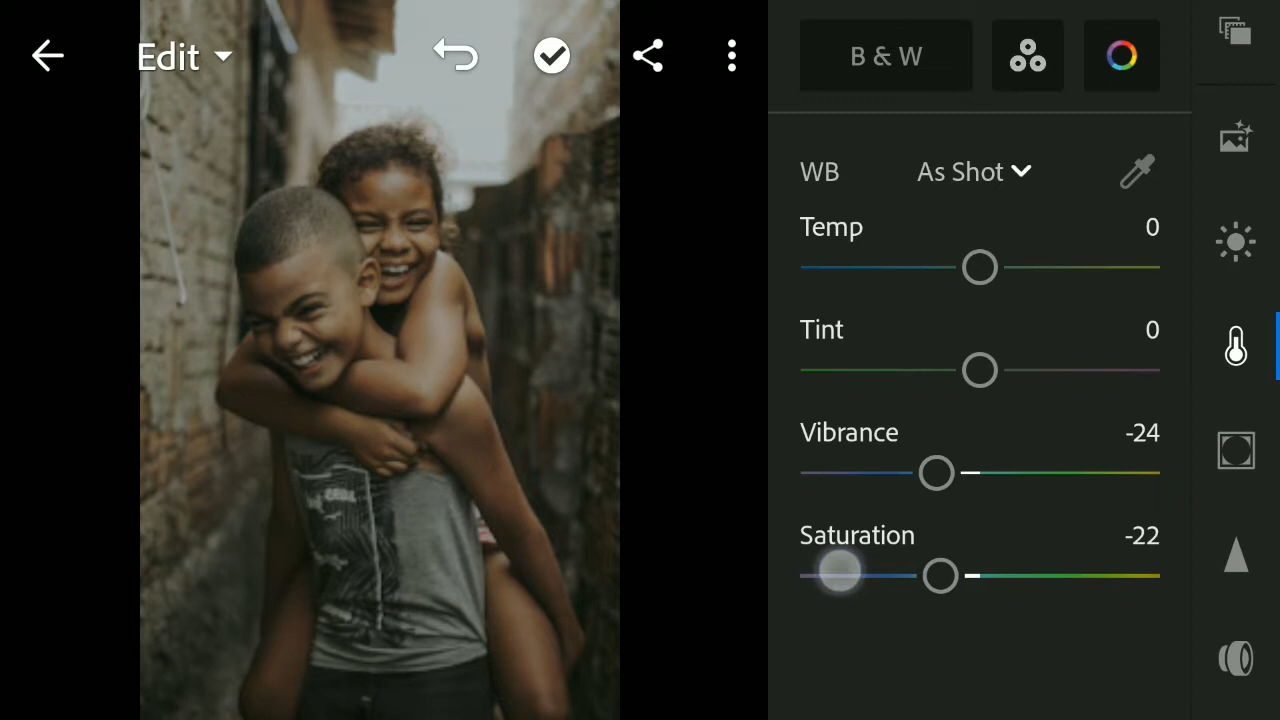 Edit
B & W
WB
As Shot
Temp
0
Tint
0
Vibrance
-24
Saturation
-22